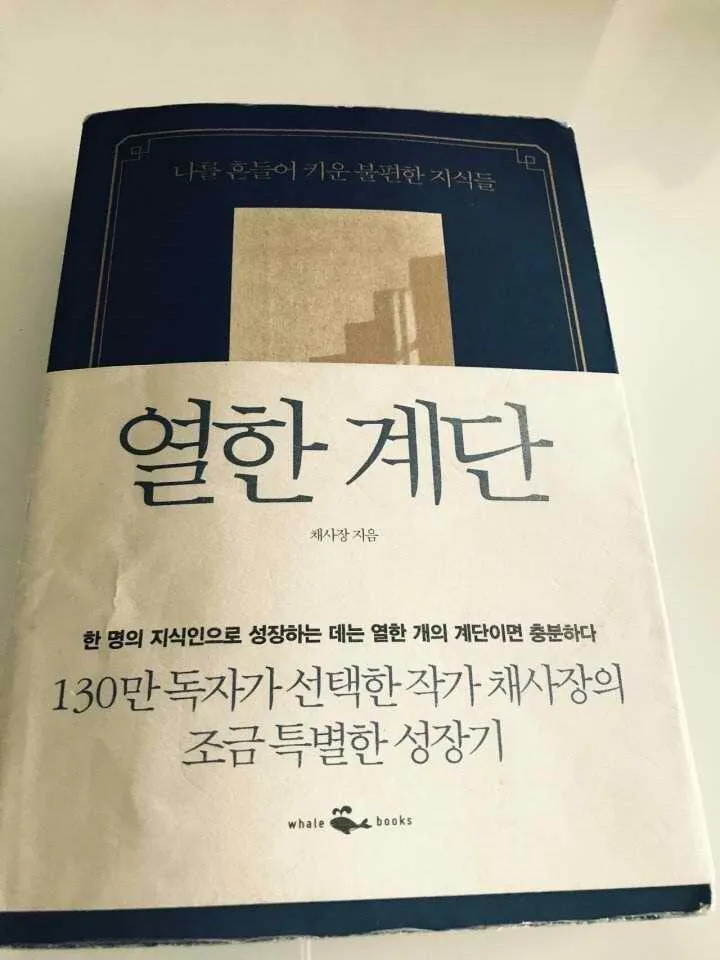 나를 흔들어 키운 불편한 지식들
열한 계단
채사장 지음
한 명의 지식인으로 성장하는 데는 열한 개의 계단이면 충분하다
130만 독자가 선택한 작가 채사장의
조금 특별한 성장기
whale books